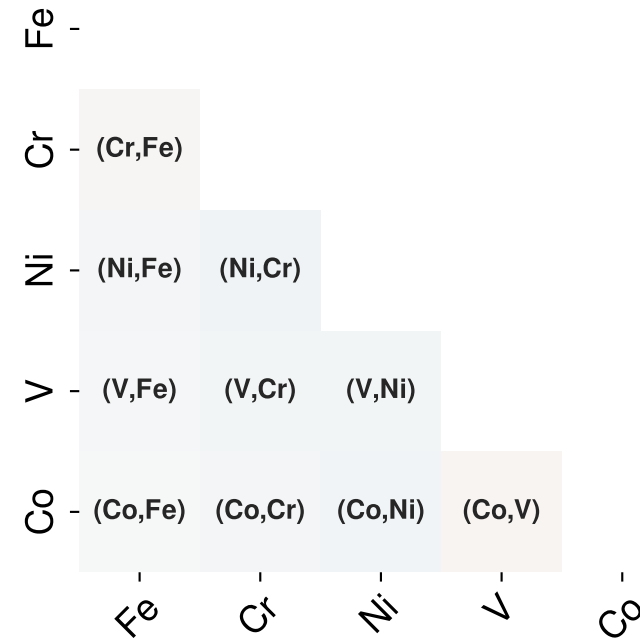 Fe
Cr (Cr,Fe)
Ni (Ni,Fe) (Ni,Cr)
V (V,Fe) (V,Cr) (V,Ni)
Co (Co,Fe) (Co,Cr) (Co,Ni) (Co,V)
Fe Cr Ni V Co